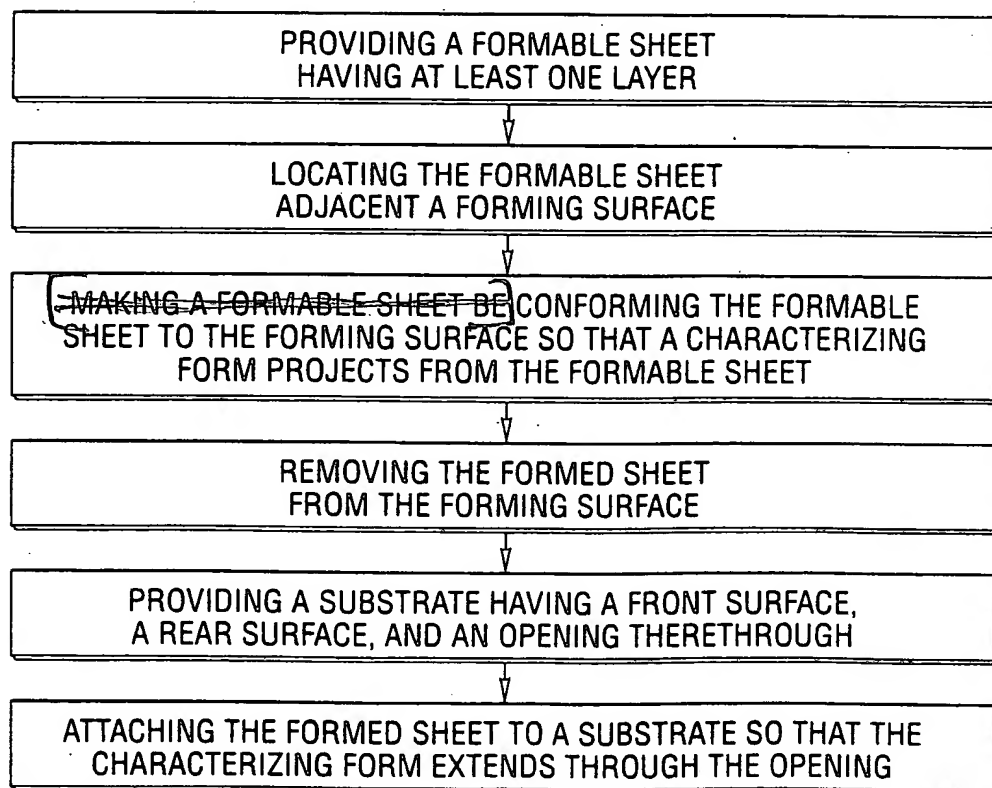 PROVIDING A FORMABLE SHEET
HAVING AT LEAST ONE LAYER
LOCATING THE FORMABLE SHEET
ADJACENT A FORMING SURFACE
MAKING A FORMABLE SHEET BE CONFORMING THE FORMABLE
SHEET TO THE FORMING SURFACE SO THAT A CHARACTERIZING
FORM PROJECTS FROM THE FORMABLE SHEET
REMOVING THE FORMED SHEET
FROM THE FORMING SURFACE
PROVIDING A SUBSTRATE HAVING A FRONT SURFACE,
A REAR SURFACE, AND AN OPENING THERETHROUGH
ATTACHING THE FORMED SHEET TO A SUBSTRATE SO THAT THE
CHARACTERIZING FORM EXTENDS THROUGH THE OPENING